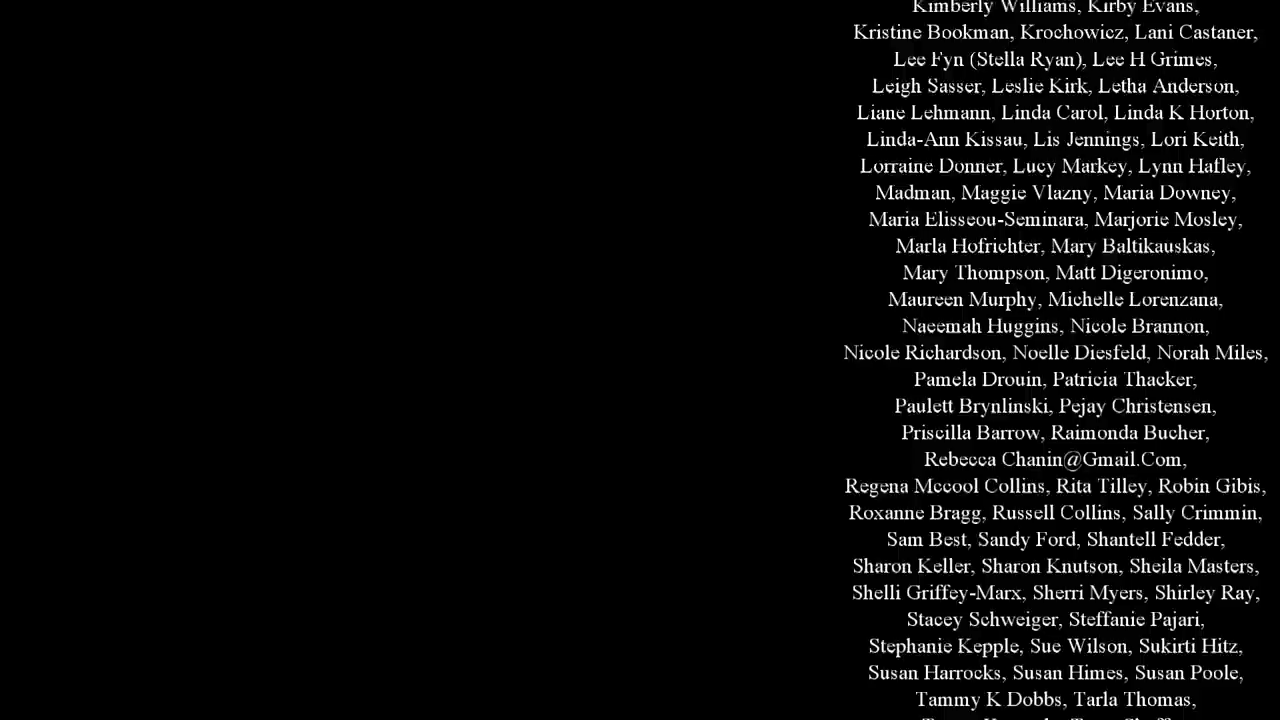 Kimberly Williams, Kirby Evans,
Kristine Bookman, Krochowicz, Lani Castaner,
Lee Fyn (Stella Ryan), Lee H Grimes,
Leigh Sasser, Leslie Kirk, Letha Anderson,
Liane Lehmann, Linda Carol, Linda K Horton,
Linda-Ann Kissau, Lis Jennings, Lori Keith,
Lorraine Donner, Lucy Markey, Lynn Hafley,
Madman, Maggie Vlazny, Maria Downey,
Maria Elisseou-Seminara, Marjorie Mosley,
Marla Hofrichter, Mary Baltikauskas,
Mary Thompson, Matt Digeronimo,
Maureen Murphy, Michelle Lorenzana,
Naeemah Huggins, Nicole Brannon,
Nicole Richardson, Noelle Diesfeld, Norah Miles,
Pamela Drouin, Patricia Thacker,
Paulett Brynlinski, Pejay Christensen,
Priscilla Barrow, Raimonda Bucher,
Rebecca Chanin@Gmail.Com,
Regena Mccool Collins, Rita Tilley, Robin Gibis,
Roxanne Bragg, Russell Collins, Sally Crimmin,
Sam Best, Sandy Ford, Shantell Fedder,
Sharon Keller, Sharon Knutson, Sheila Masters,
Shelli Griffey-Marx, Sherri Myers, Shirley Ray,
Stacey Schweiger, Steffanie Pajari,
Stephanie Kepple, Sue Wilson, Sukirti Hitz,
Susan Harrocks, Susan Himes, Susan Poole,
Tammy K Dobbs, Tarla Thomas,